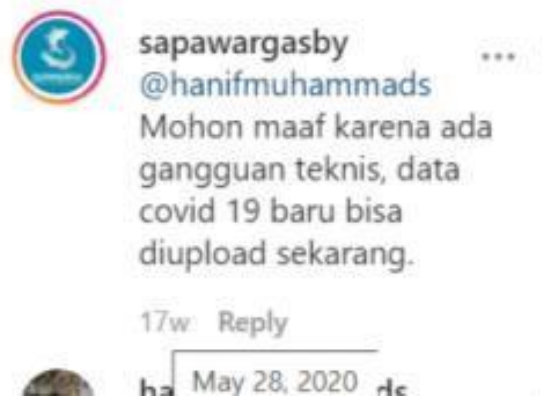 sapawargasby
@hanifmuhammads
Mohon maaf karena ada
gangguan teknis, data
covid 19 baru bisa
diupload sekarang.
17w Reply
May 28, 2020